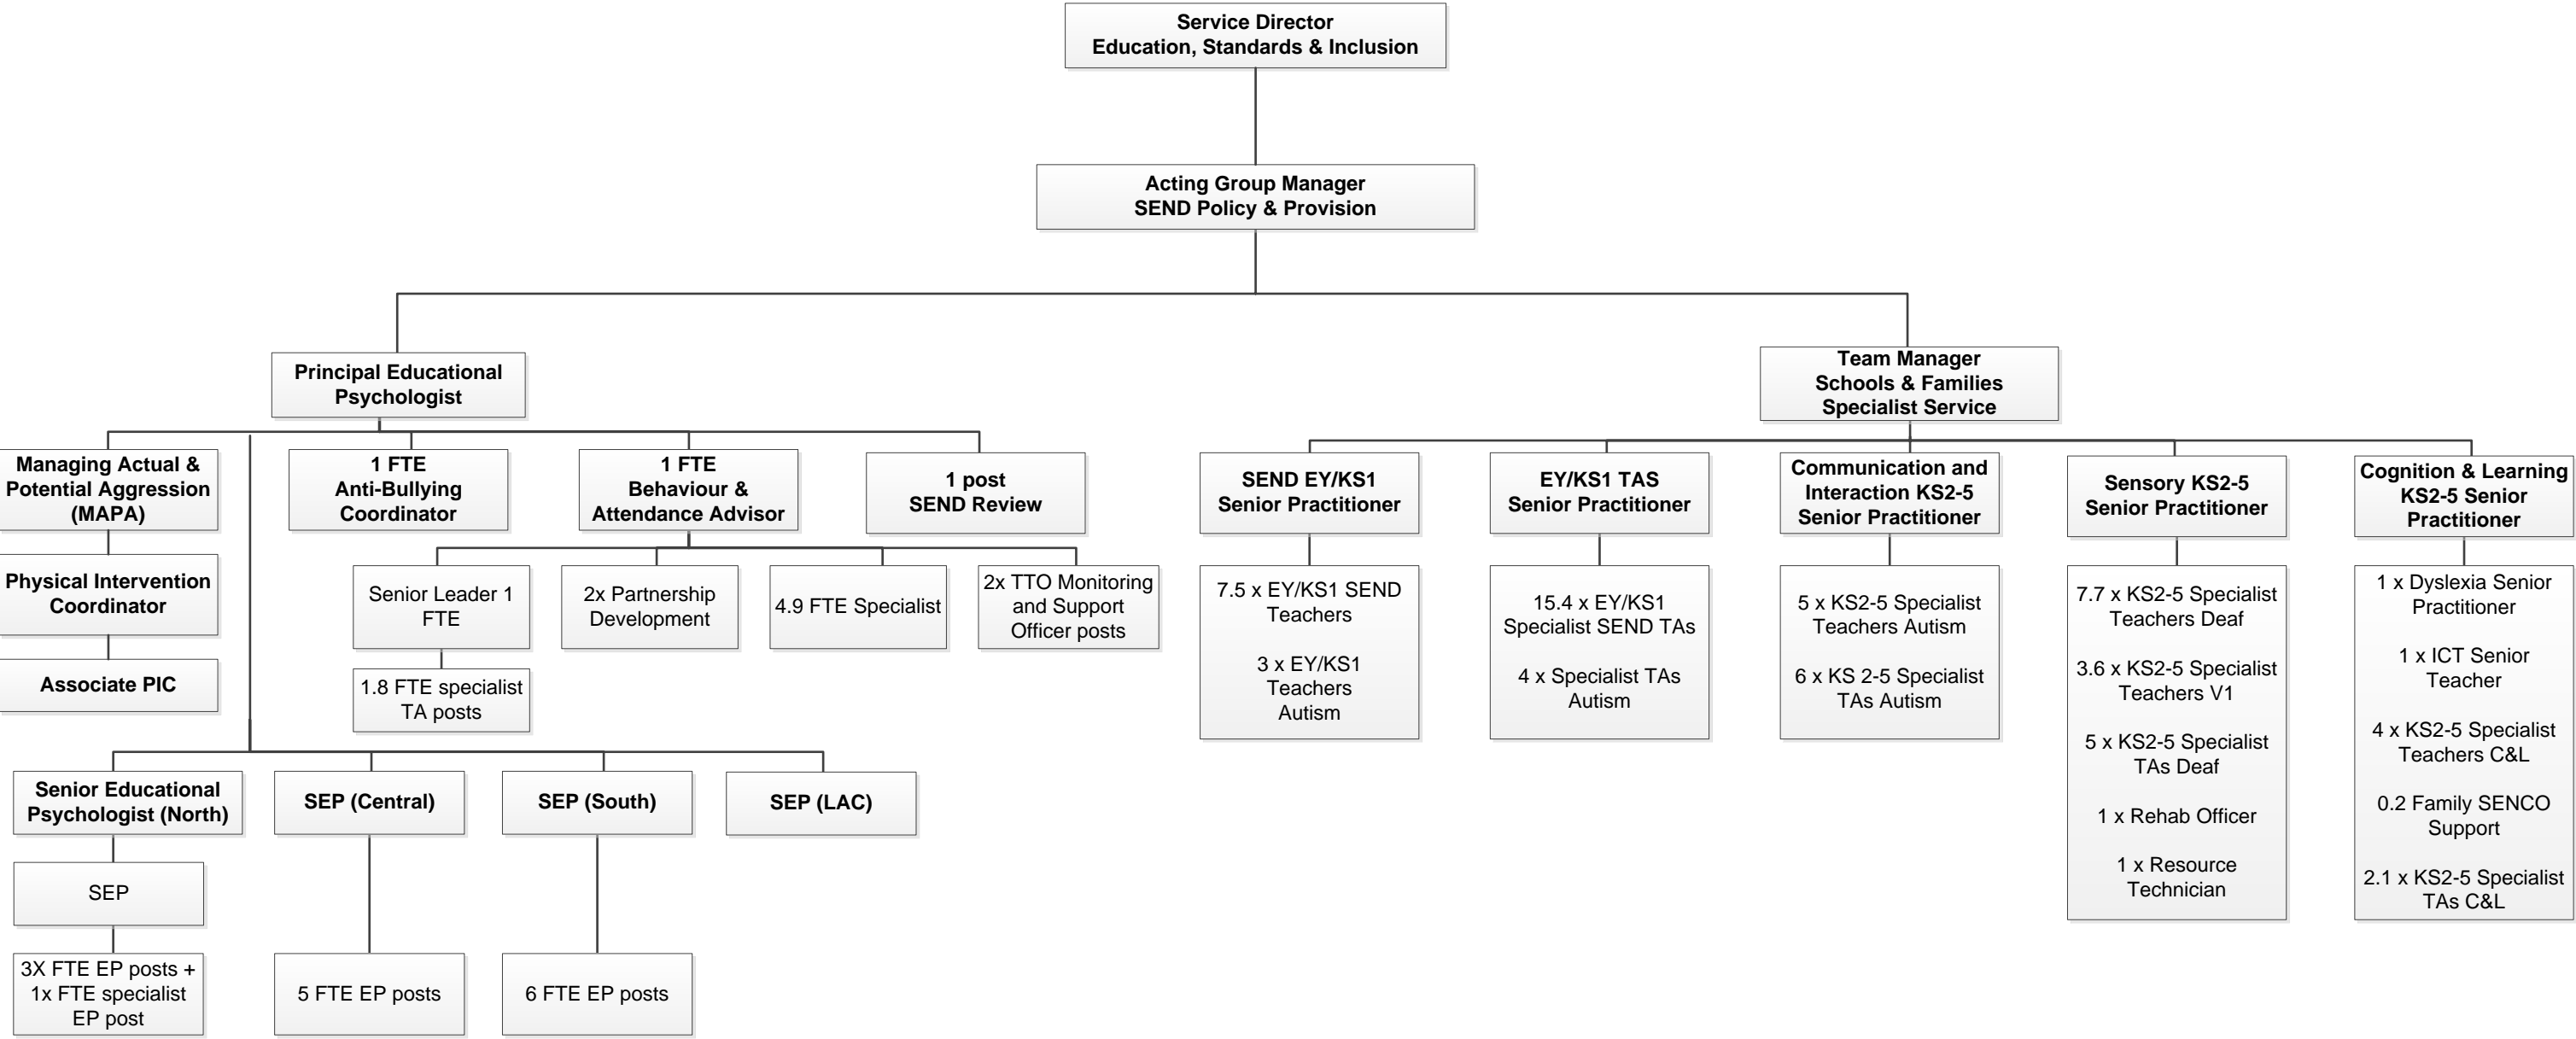 Service Director
Education, Standards & Inclusion
Acting Group Manager
SEND Policy & Provision
Principal Educational
Psychologist
Team Manager
Schools & Families
Specialist Service
Managing Actual &
Potential Aggression
(MAPA)
1 FTE
Anti-Bullying
Coordinator
1 FTE
Behaviour &
Attendance Advisor
1 post
SEND Review
SEND EY/KS1
Senior Practitioner
EY/KS1 TAS
Senior Practitioner
Communication and
Interaction KS2-5
Senior Practitioner
Sensory KS2-5
Senior Practitioner
Cognition & Learning
KS2-5 Senior
Practitioner
Physical Intervention
Coordinator
Associate PIC
Senior Leader 1
FTE
1.8 FTE specialist
TA posts
2x Partnership
Development
4.9 FTE Specialist
2x TTO Monitoring
and Support
Officer posts
7.5 x EY/KS1 SEND
Teachers
3 x EY/KS1
Teachers
Autism
15.4 x EY/KS1
Specialist SEND TAs
4 x Specialist TAs
Autism
5 x KS2-5 Specialist
Teachers Autism
6 x KS 2-5 Specialist
TAs Autism
7.7 x KS2-5 Specialist
Teachers Deaf
3.6 x KS2-5 Specialist
Teachers V1
5 x KS2-5 Specialist
TAs Deaf
1 x Rehab Officer
1 x Resource
Technician
1 x Dyslexia Senior
Practitioner
1 x ICT Senior
Teacher
4 x KS2-5 Specialist
Teachers C&L
0.2 Family SENCO
Support
2.1 x KS2-5 Specialist
TAs C&L
Senior Educational
Psychologist (North)
SEP (Central)
SEP (South)
SEP (LAC)
SEP
3X FTE EP posts +
1x FTE specialist
EP post
5 FTE EP posts
6 FTE EP posts